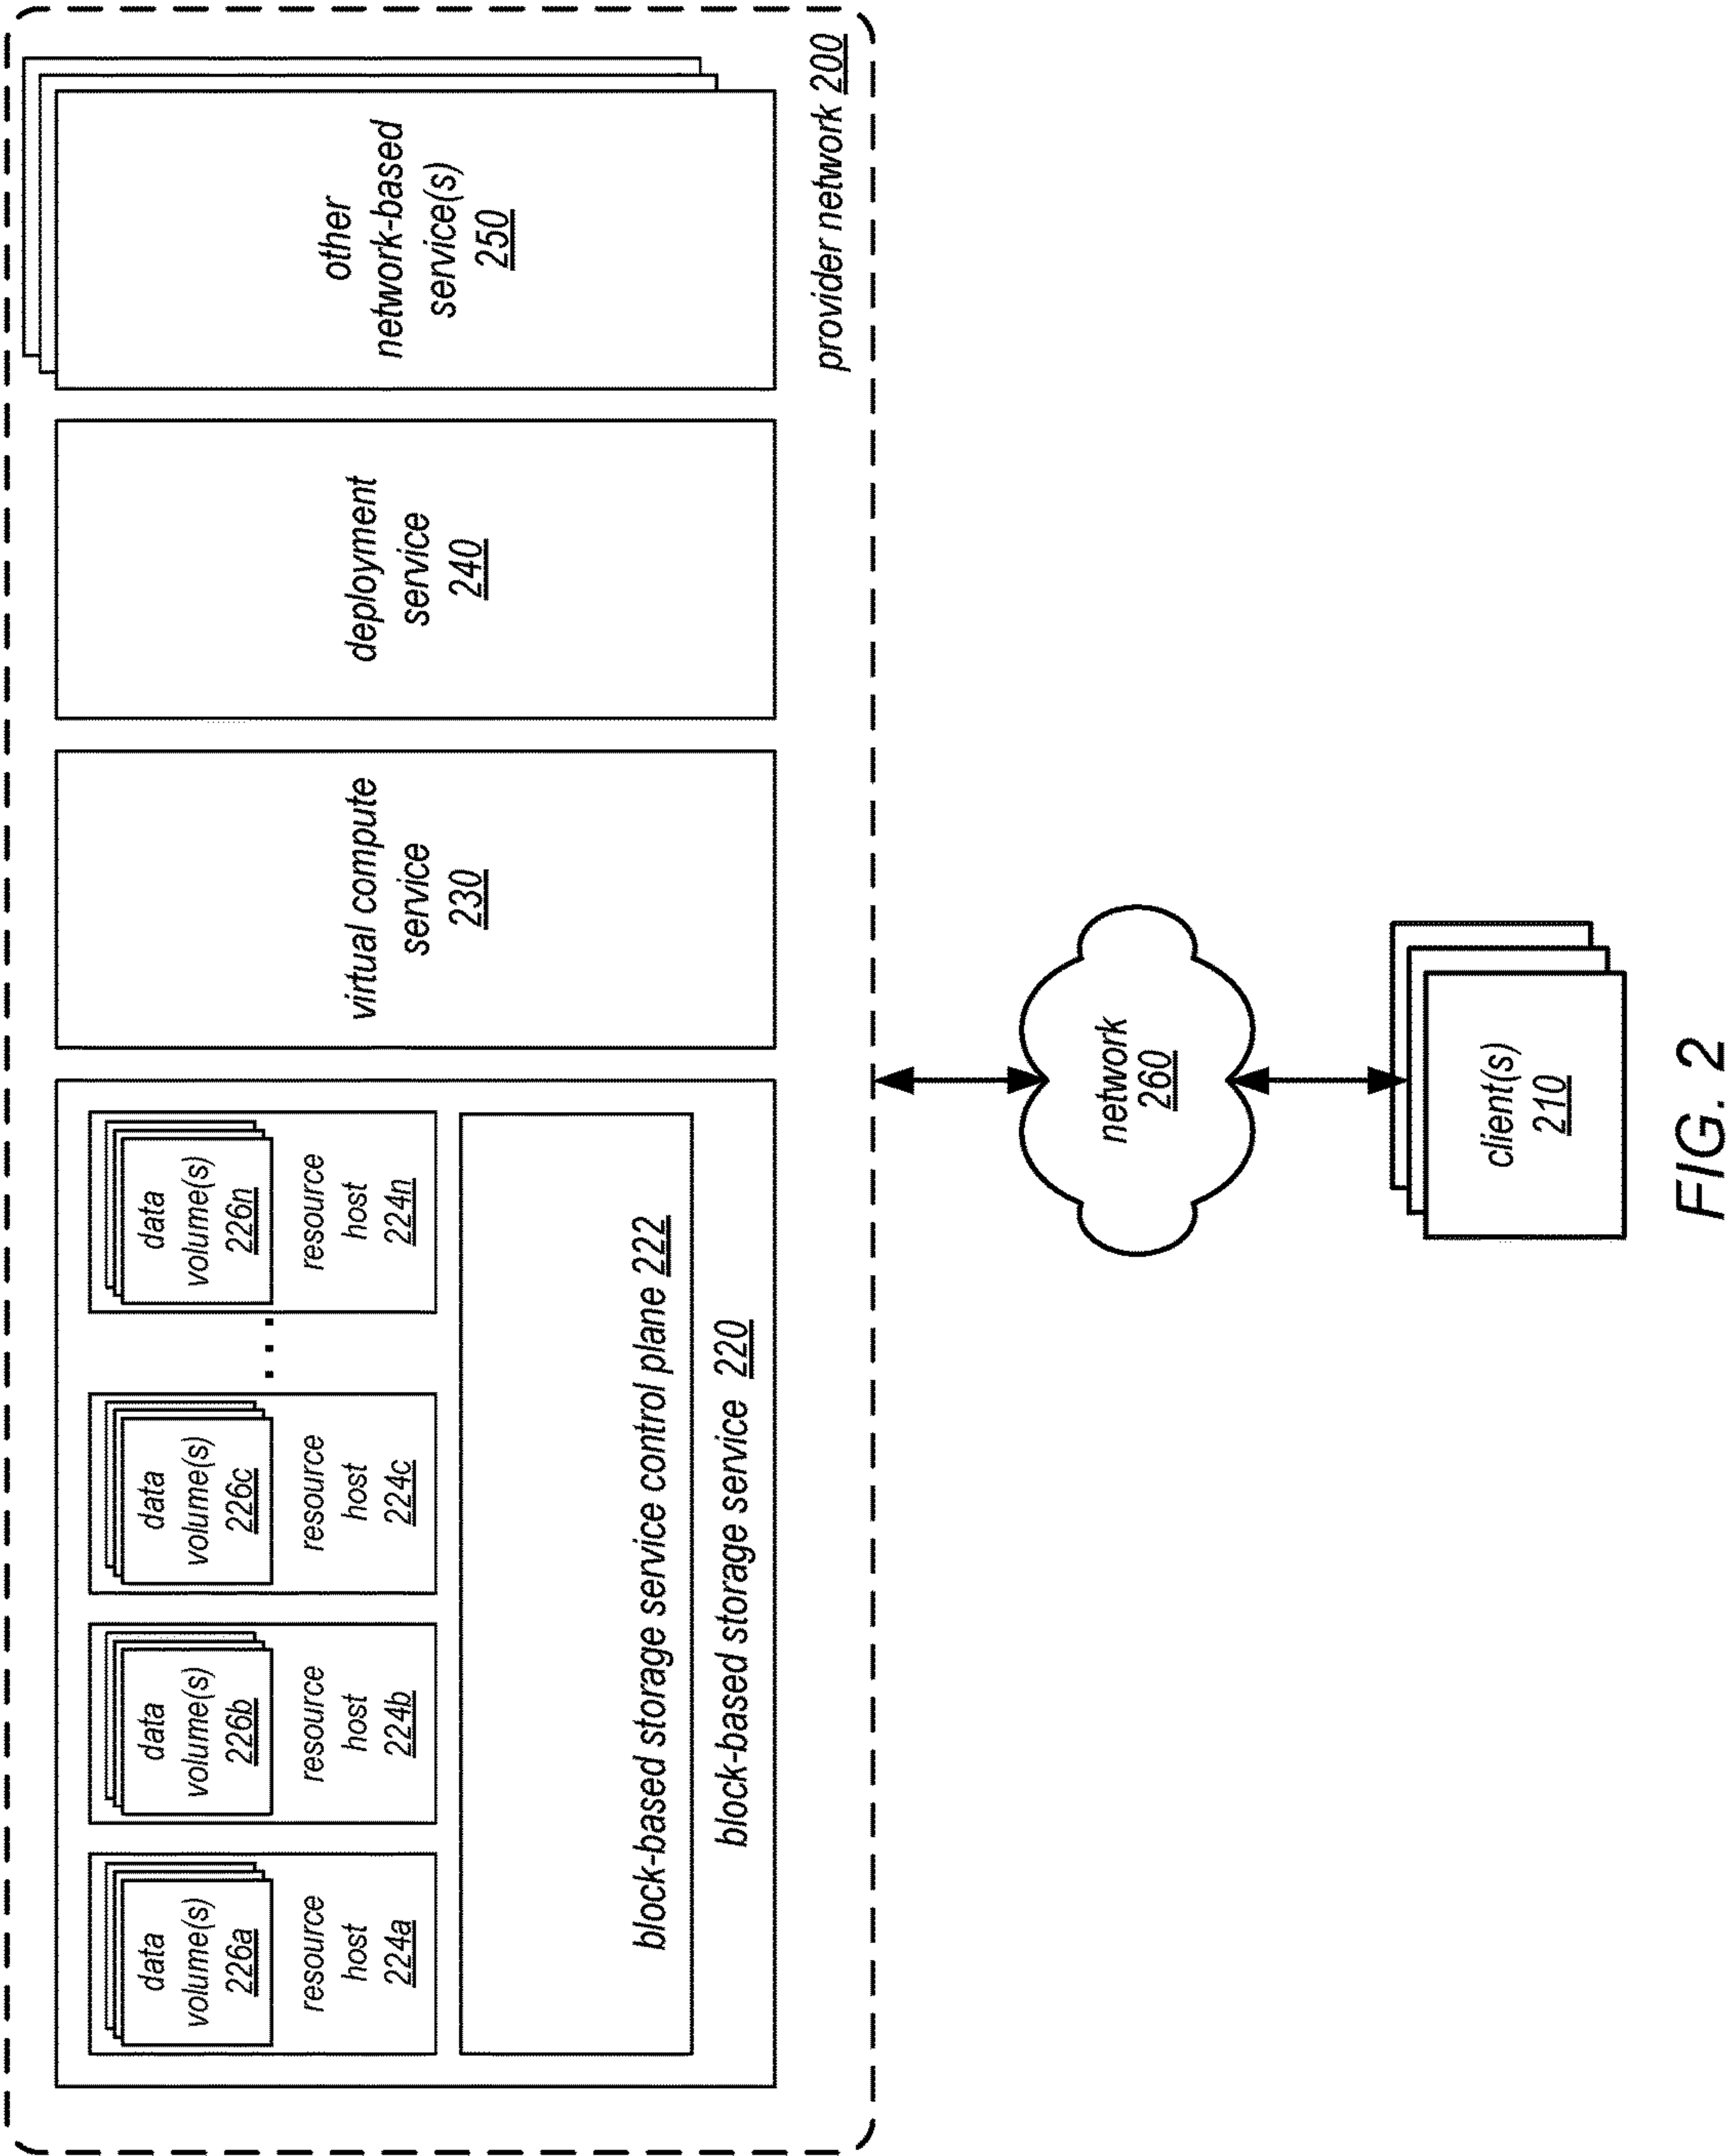 data
volume(s)
226a
resource
host
224a
data
volume(s)
226b
resource
host
224b
data
volume(s)
226c
resource
host
224c
. . .
data
volume(s)
226n
resource
host
224n
block-based storage service control plane 222
block-based storage service 220
virtual compute
service
230
deployment
service
240
other
network-based
service(s)
250
provider network 200
network
260
client(s)
210
FIG. 2